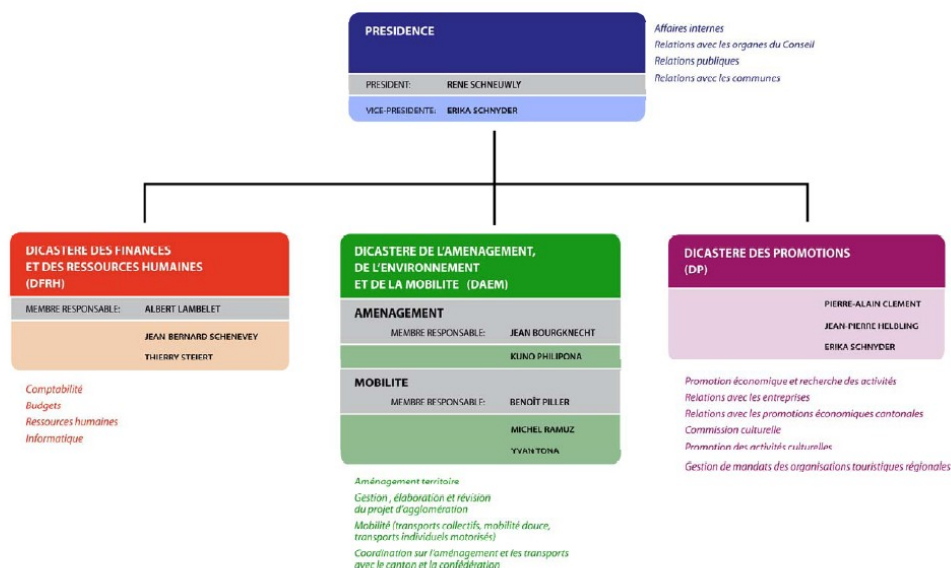 PRESIDENCE
PRESIDENT: RENE SCHNEUWLY
VICE-PRESIDENTE: ERIKA SCHNYDER
Affaires internes
Relations avec les organes du Conseil
Relations publiques
Relations avec les communes
DICASTERE DES FINANCES
ET DES RESSOURCES HUMAINES
(DFRH)
MEMBRE RESPONSABLE: ALBERT LAMBELET
JEAN BERNARD SCHENEVEY
THIERRY STEIERT
Comptabilité
Budgets
Ressources humaines
Informatique
DICASTERE DE L'AMENAGEMENT,
DE L'ENVIRONNEMENT
ET DE LA MOBILITE (DAEM)
AMENAGEMENT
MEMBRE RESPONSABLE: JEAN BOURGKNECHT
KUNO PHILIPONA
MOBILITE
MEMBRE RESPONSABLE: BENOÎT PILLER
MICHEL RAMUZ
YVAN TONA
Aménagement territoire
Gestion , élaboration et révision
du projet d'agglomération
Mobilité (transports collectifs, mobilité douce,
transports individuels motorisés)
Coordination sur l'aménagement et les transports
avec le canton et la confédération
DICASTERE DES PROMOTIONS
(DP)
PIERRE-ALAIN CLEMENT
JEAN-PIERRE HELBLING
ERIKA SCHNYDER
Promotion économique et recherche des activités
Relations avec les entreprises
Relations avec les promotions économiques cantonales
Commission culturelle
Promotion des activités culturelles
Gestion de mandats des organisations touristiques régionales